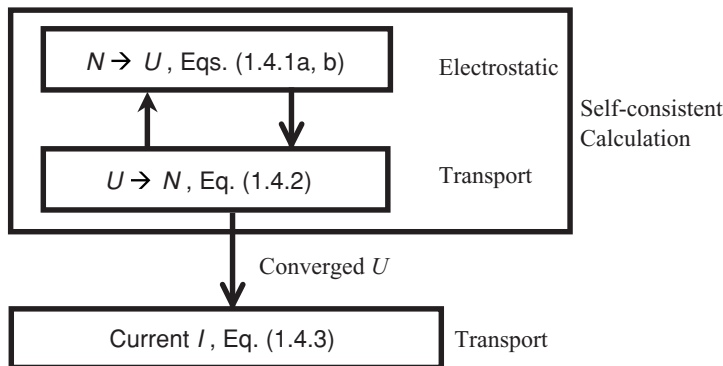 N → U , Eqs. (1.4.1a, b)
Electrostatic
Self-consistent
Calculation
U → N , Eq. (1.4.2)
Transport
Converged U
Current I , Eq. (1.4.3)
Transport